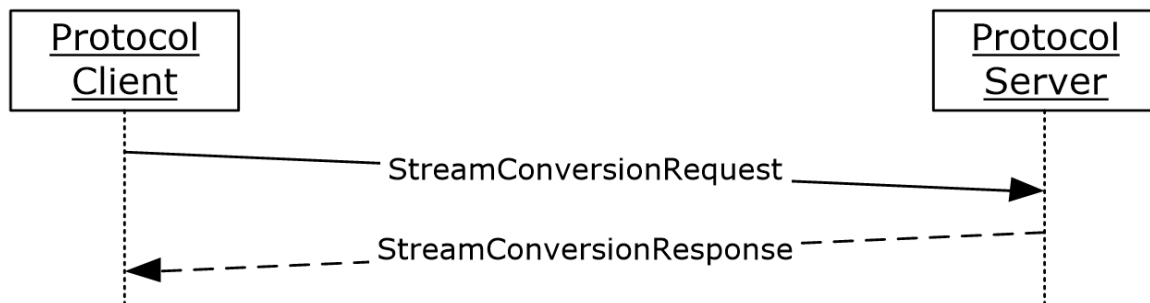 Protocol
Client
Protocol
Server
StreamConversionRequest
StreamConversionResponse